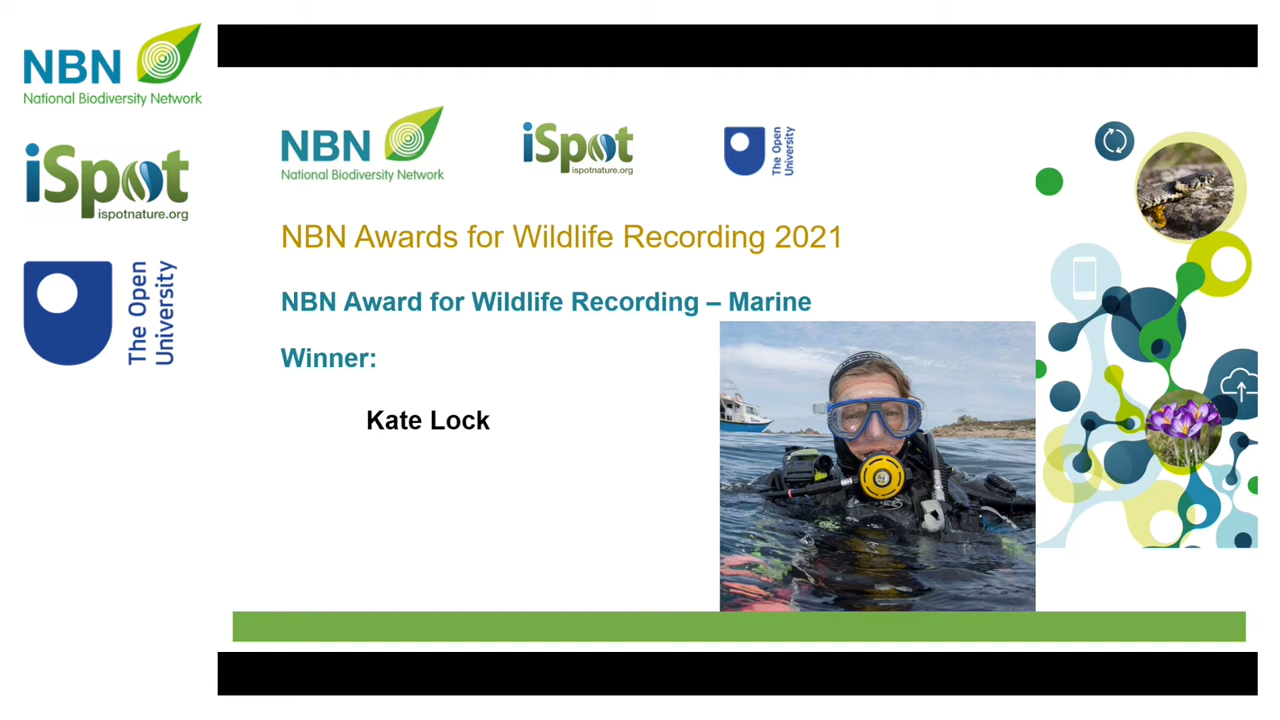 NBN
National Biodiversity Network
iSpot
ispotnature.org
The Open
University
NBN
National Biodiversity Network
iSpot
ispotnature.org
The Open
University
NBN Awards for Wildlife Recording 2021
NBN Award for Wildlife Recording – Marine
Winner:
Kate Lock